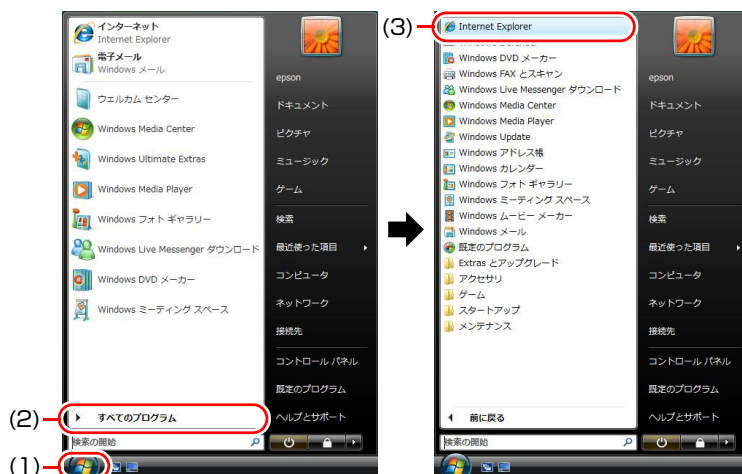 インターネット
Internet Explorer
電子メール
Windows メール
ウェルカム センター
Windows Media Center
Windows Ultimate Extras
Windows Media Player
Windows フォト ギャラリー
Windows Live Messenger ダウンロード
Windows DVD メーカー
Windows ミーティング スペース
(2)
すべてのプログラム
検索の開始
(1)
epson
ドキュメント
ピクチャ
ミュージック
ゲーム
検索
最近使った項目
コンピュータ
ネットワーク
接続先
コントロール パネル
既定のプログラム
ヘルプとサポート
(3)
Internet Explorer
Windows DVD メーカー
Windows FAX とスキャン
Windows Live Messenger ダウンロード
Windows Media Center
Windows Media Player
Windows Update
Windows アドレス帳
Windows カレンダー
Windows フォト ギャラリー
Windows ミーティング スペース
Windows ムービー メーカー
Windows メール
既定のプログラム
Extras とアップグレード
アクセサリ
ゲーム
スタートアップ
メンテナンス
前に戻る
検索の開始
epson
ドキュメント
ピクチャ
ミュージック
ゲーム
検索
最近使った項目
コンピュータ
ネットワーク
接続先
コントロール パネル
既定のプログラム
ヘルプとサポート